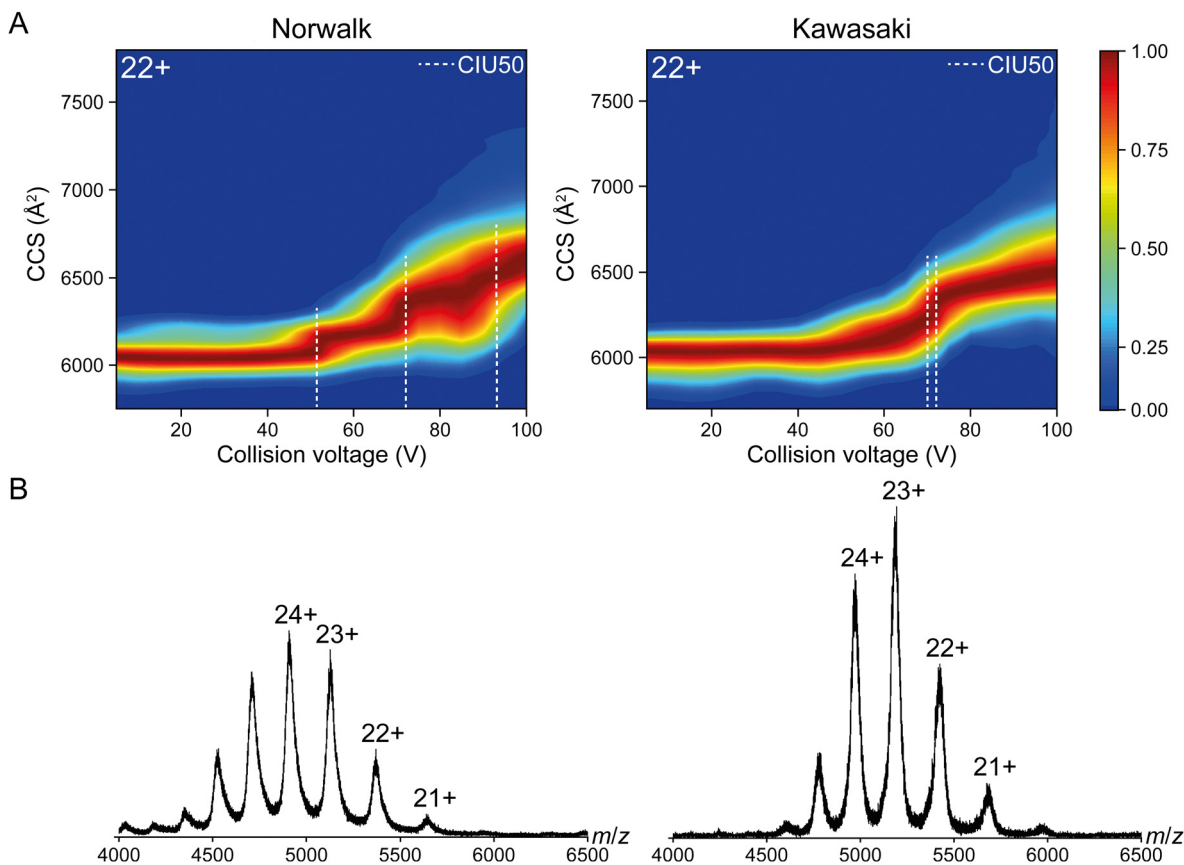 A
Norwalk
Kawasaki
22+
CIU50
22+
CIU50
7500
7000
6500
6000
CCS (Å²)
20 40 60 80 100
Collision voltage (V)
7500
7000
6500
6000
CCS (Å²)
20 40 60 80 100
Collision voltage (V)
1.00
0.75
0.50
0.25
0.00
B
24+
23+
22+
21+
4000 4500 5000 5500 6000 6500
m/z
23+
24+
22+
21+
4000 4500 5000 5500 6000 6500
m/z